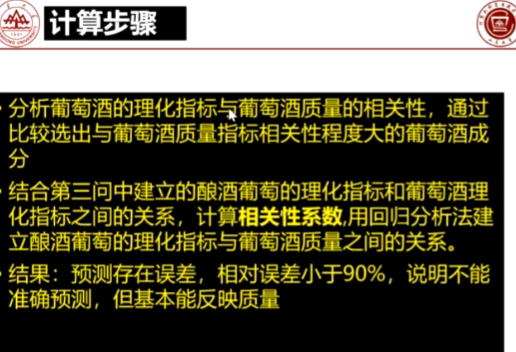 计算步骤
• 分析葡萄酒的理化指标与葡萄酒质量的相关性，通过
比较选出与葡萄酒质量指标相关性程度大的葡萄酒成
分
• 结合第三问中建立的酿酒葡萄的理化指标和葡萄酒理
化指标之间的关系，计算相关性系数,用回归分析法建
立酿酒葡萄的理化指标与葡萄酒质量之间的关系。
• 结果：预测存在误差，相对误差小于90%，说明不能
准确预测，但基本能反映质量